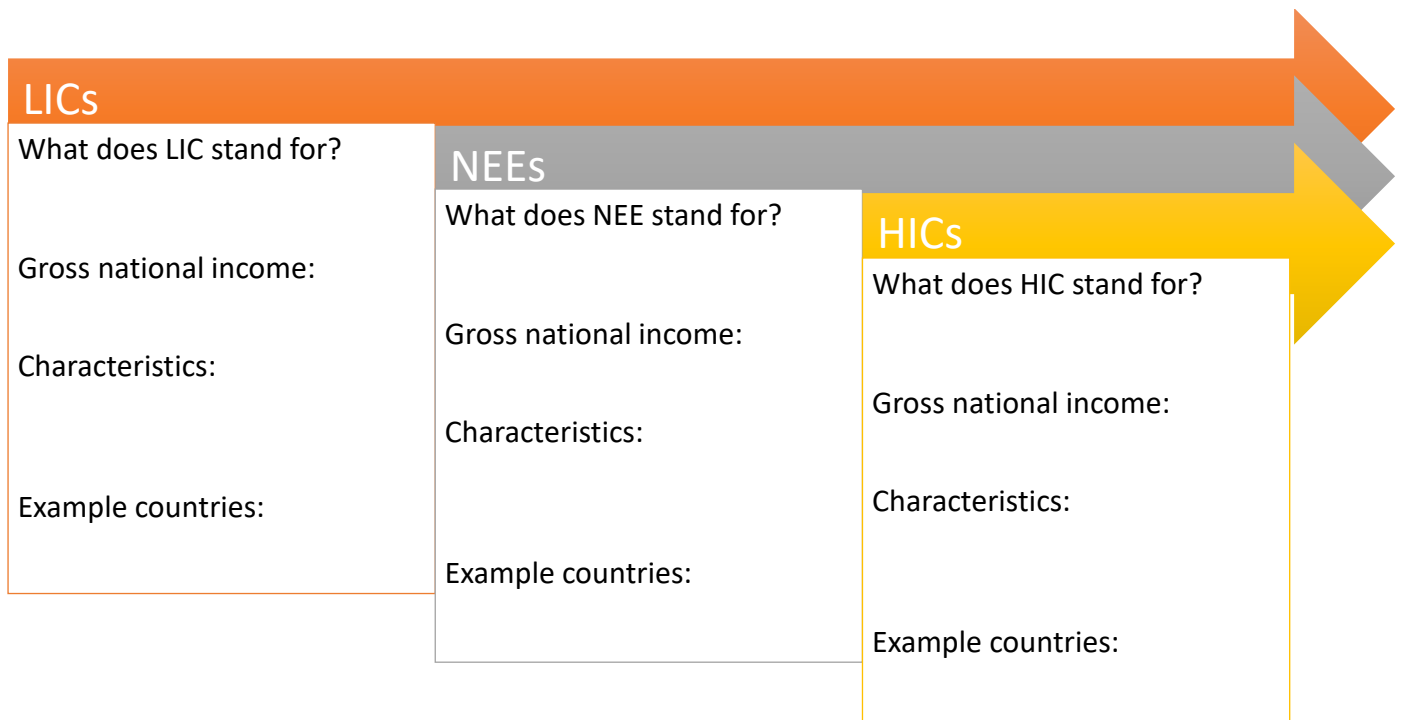 LICs
What does LIC stand for?
Gross national income:
Characteristics:
Example countries:
NEEs
What does NEE stand for?
Gross national income:
Characteristics:
Example countries:
HICs
What does HIC stand for?
Gross national income:
Characteristics:
Example countries: